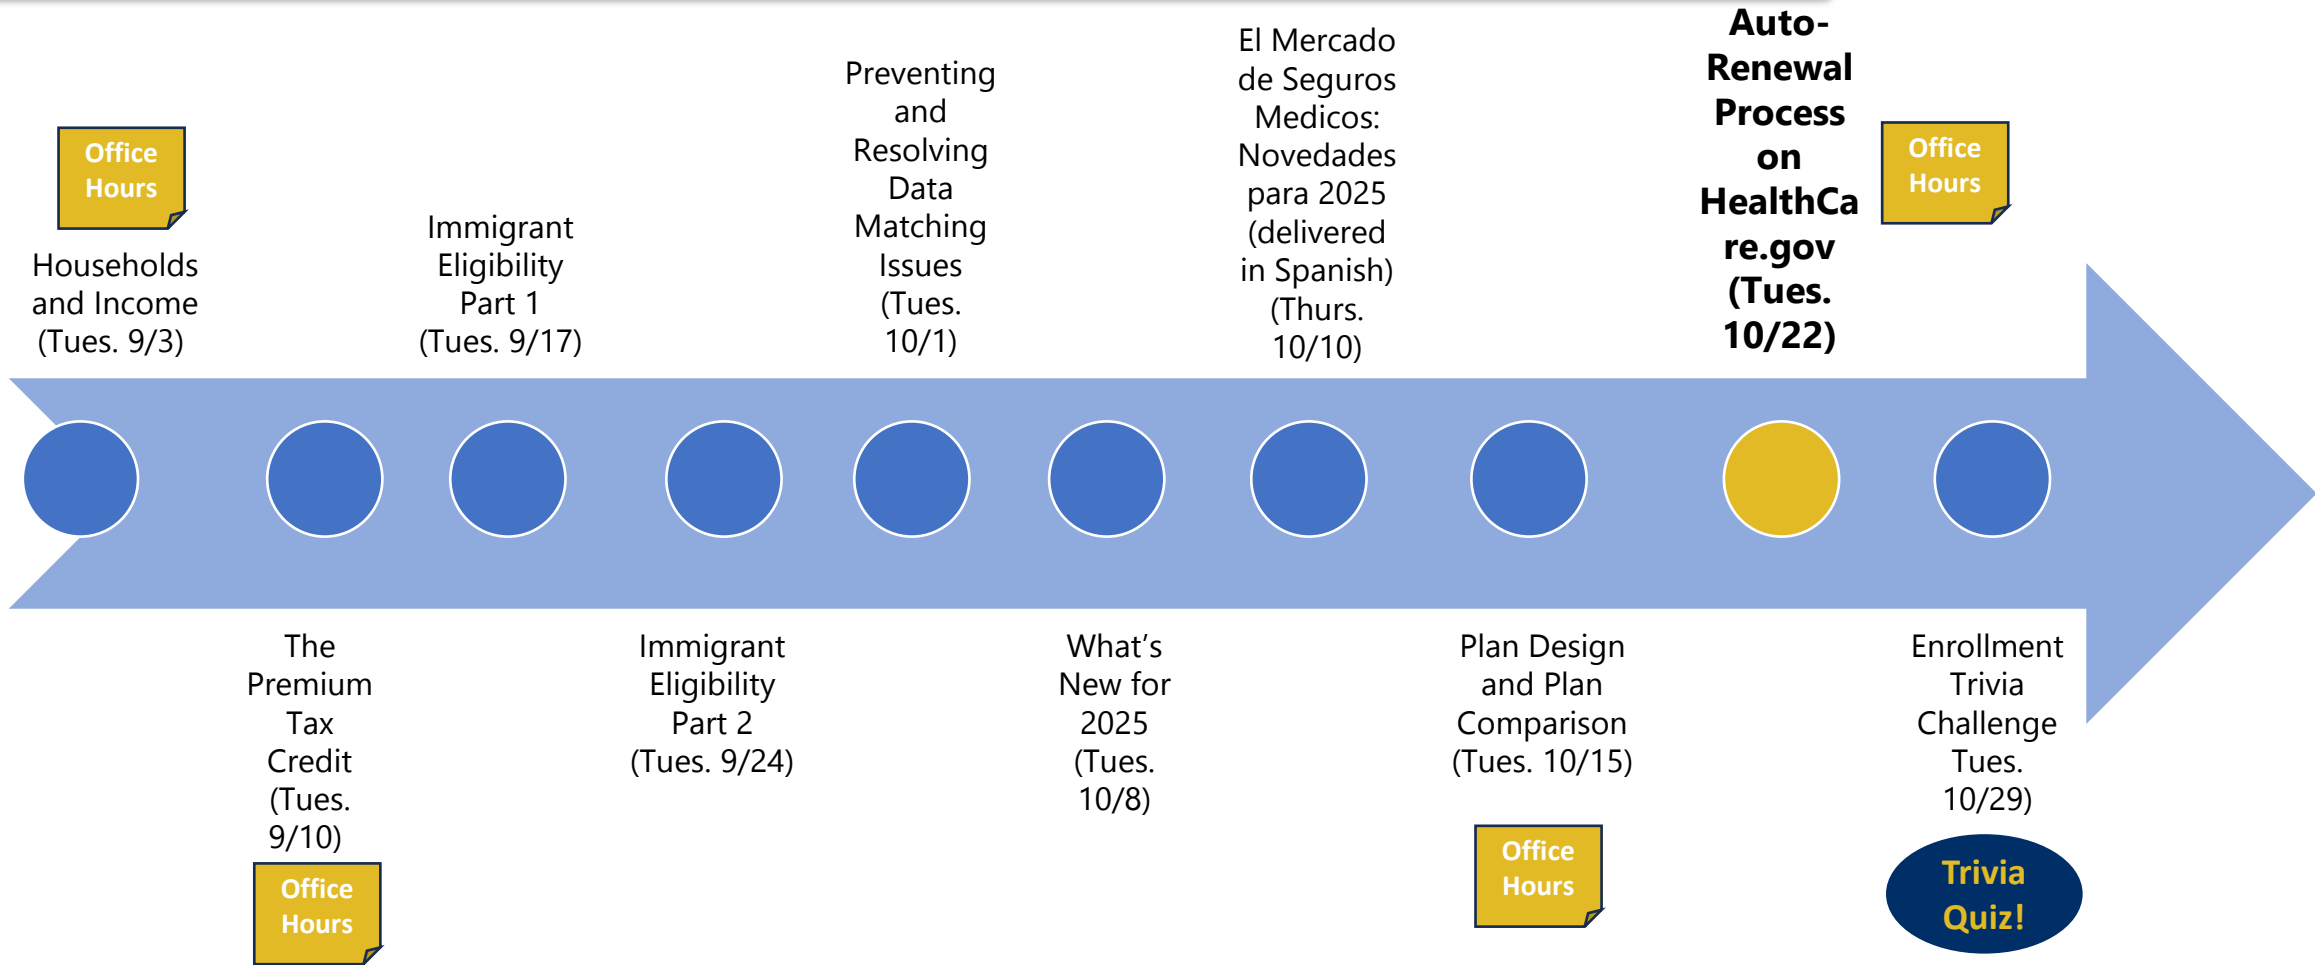 Office
Hours
Households
and Income
(Tues. 9/3)
The
Premium
Tax
Credit
(Tues.
9/10)
Office
Hours
Immigrant
Eligibility
Part 1
(Tues. 9/17)
Immigrant
Eligibility
Part 2
(Tues. 9/24)
Preventing
and
Resolving
Data
Matching
Issues
(Tues.
10/1)
What’s
New for
2025
(Tues.
10/8)
El Mercado
de Seguros
Medicos:
Novedades
para 2025
(delivered
in Spanish)
(Thurs.
10/10)
Plan Design
and Plan
Comparison
(Tues. 10/15)
Office
Hours
Auto-
Renewal
Process
on
HealthCa
re.gov
(Tues.
10/22)
Office
Hours
Enrollment
Trivia
Challenge
Tues.
10/29)
Trivia
Quiz!